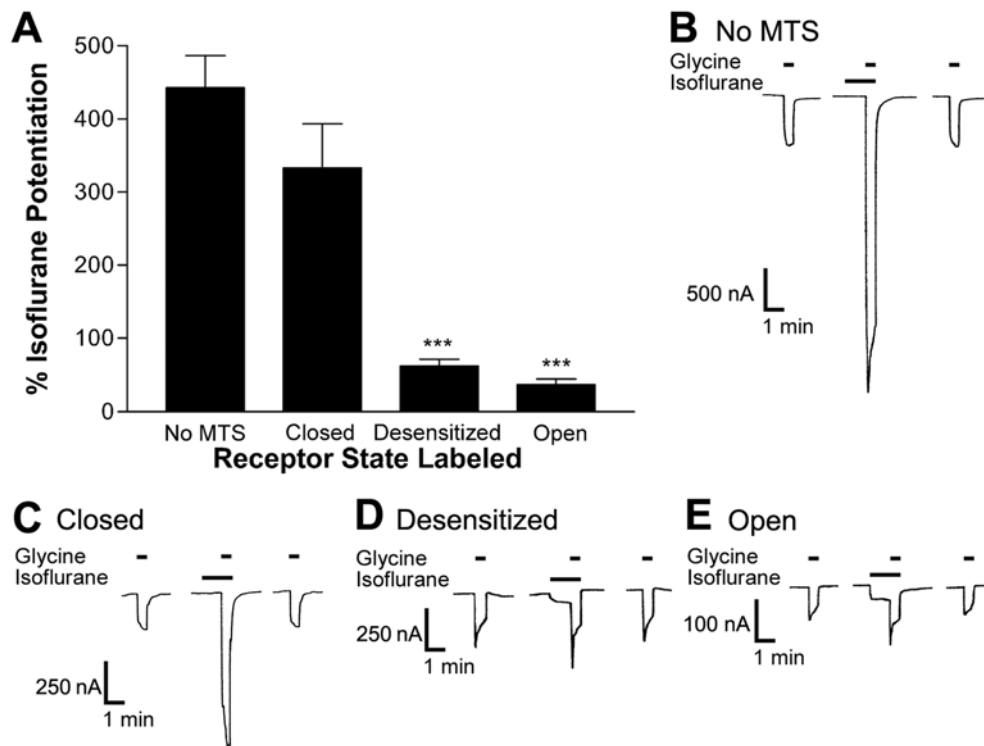 A
% Isoflurane Potentiation
500
400
300
200
100
0
***
***
No MTS Closed Desensitized Open
Receptor State Labeled
B No MTS
Glycine
Isoflurane
500 nA
1 min
C Closed
Glycine
Isoflurane
250 nA
1 min
D Desensitized
Glycine
Isoflurane
250 nA
1 min
E Open
Glycine
Isoflurane
100 nA
1 min